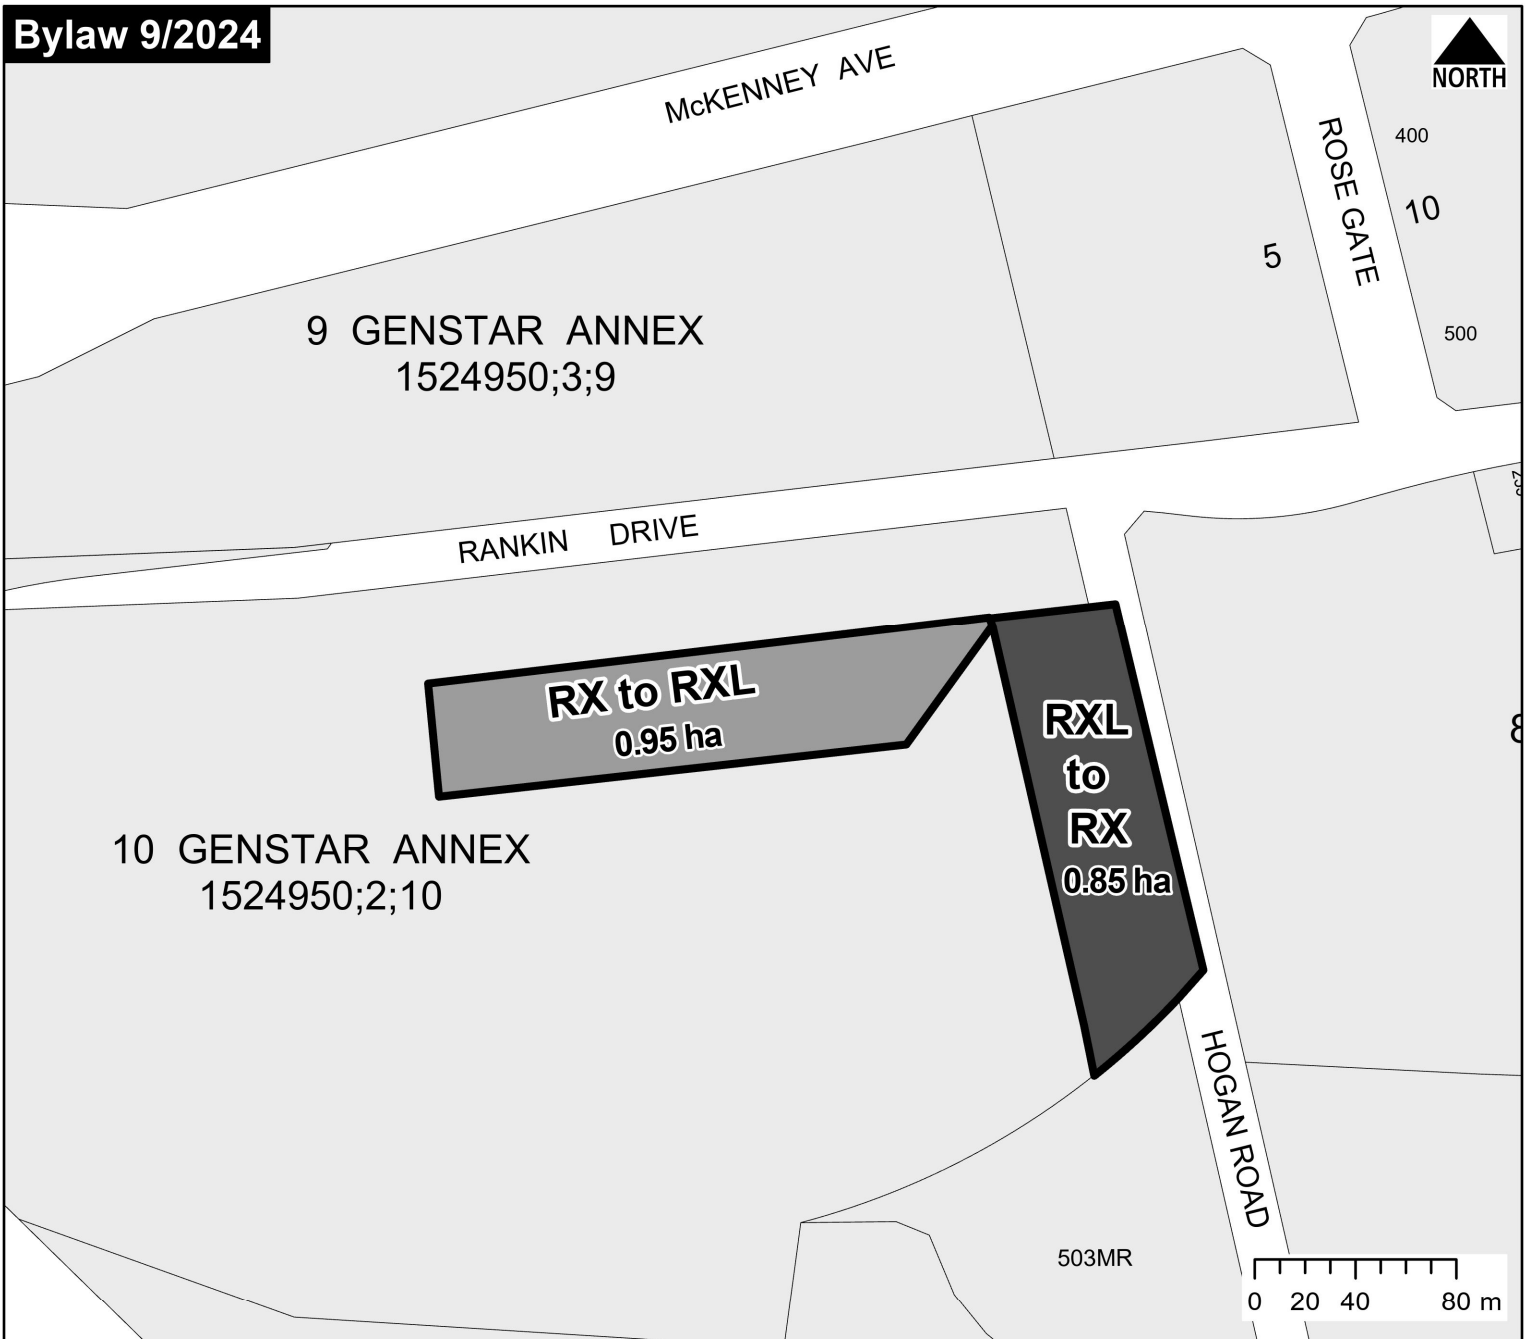 Bylaw 9/2024
NORTH
McKENNEY AVE
ROSE GATE
400
10
5
500
9 GENSTAR ANNEX
1524950;3;9
RANKIN DRIVE
RX to RXL
0.95 ha
RXL
to
RX
0.85 ha
10 GENSTAR ANNEX
1524950;2;10
HOGAN ROAD
503MR
0 20 40 80 m